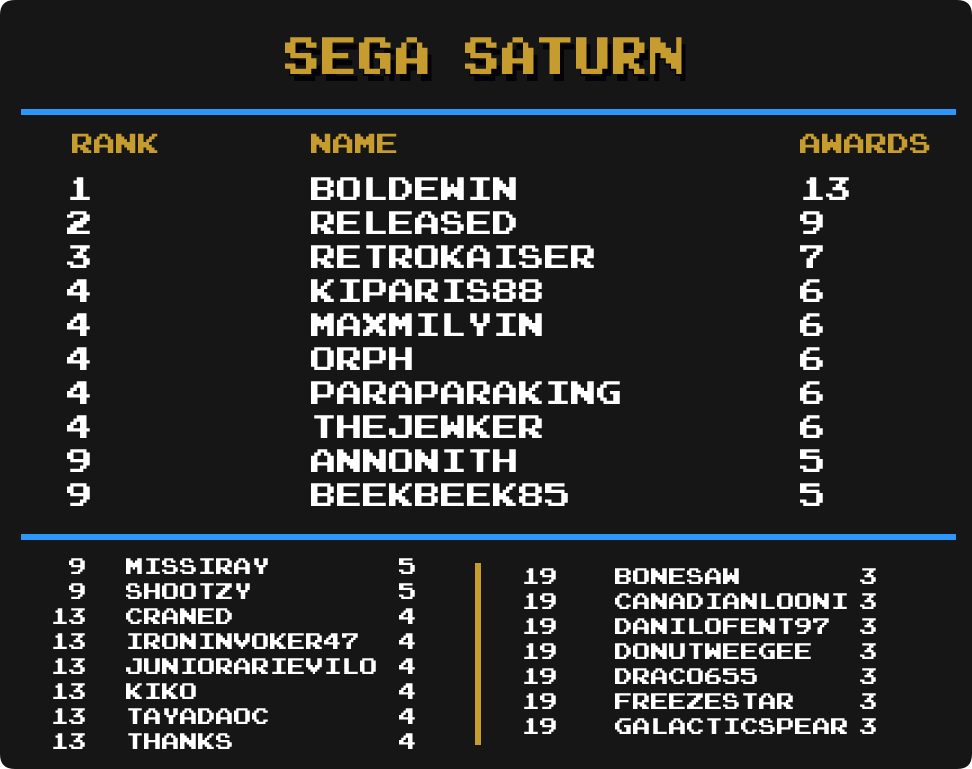 SEGA SATURN
RANK NAME AWARDS
1 BOLDEWIN 13
2 RELEASED 9
3 RETROKAISER 7
4 KIPARIS88 6
4 MAXMILYIN 6
4 ORPH 6
4 PARAPARAKING 6
4 THEJEWKER 6
9 ANNONITH 5
9 BEEKBEEK85 5
9 MISSIRAY 5
9 SHOOTZY 5
13 CRANED 4
13 IRONINVOKER47 4
13 JUNIORARIEVILO 4
13 KIKO 4
13 TAYADAOC 4
13 THANKS 4
19 BONESAW 3
19 CANADIANLOONI 3
19 DANILOFENT97 3
19 DONUTWEEGEE 3
19 DRACO655 3
19 FREEZESTAR 3
19 GALACTICSPEAR 3